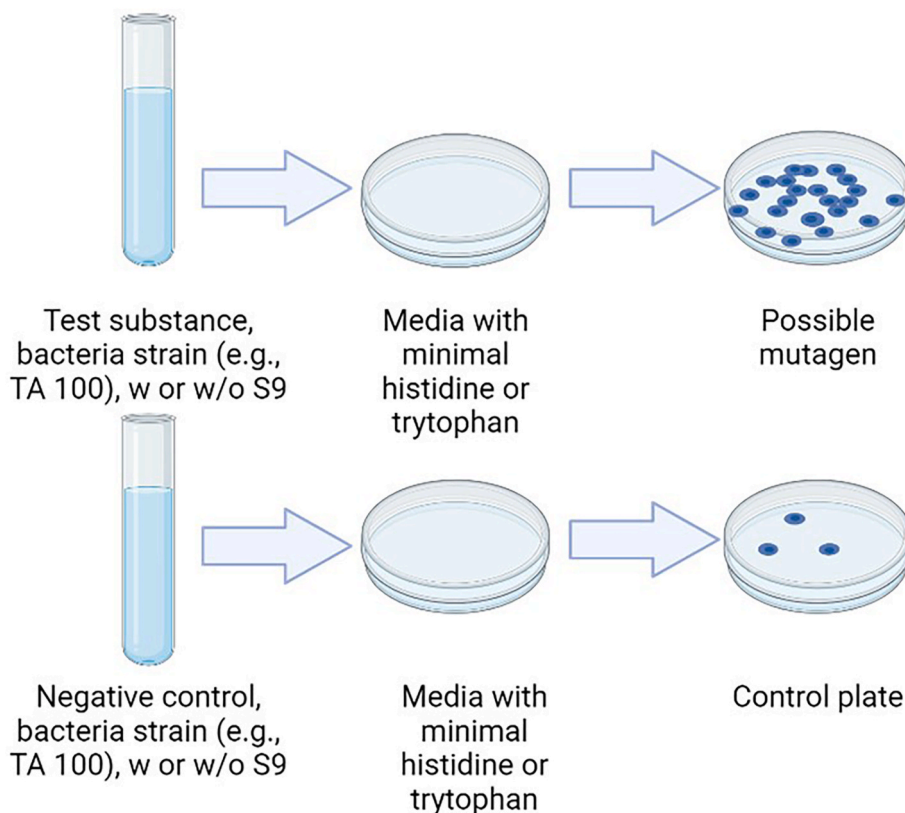 Test substance,
bacteria strain (e.g.,
TA 100), w or w/o S9
Media with
minimal
histidine or
trytophan
Possible
mutagen
Negative control,
bacteria strain (e.g.,
TA 100), w or w/o S9
Media with
minimal
histidine or
trytophan
Control plate